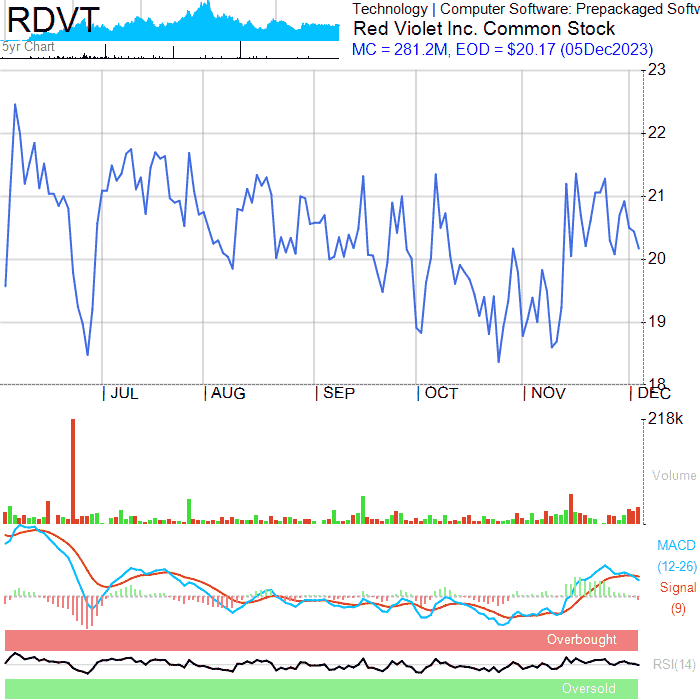 RDVT
Technology | Computer Software: Prepackaged Softw
Red Violet Inc. Common Stock
MC = 281.2M, EOD = $20.17 (05Dec2023)
5yr Chart
23
22
21
20
19
18
| JUL | AUG | SEP | OCT | NOV | DEC
218k
Volume
MACD
(12-26)
Signal
(9)
Overbought
RSI(14)
Oversold